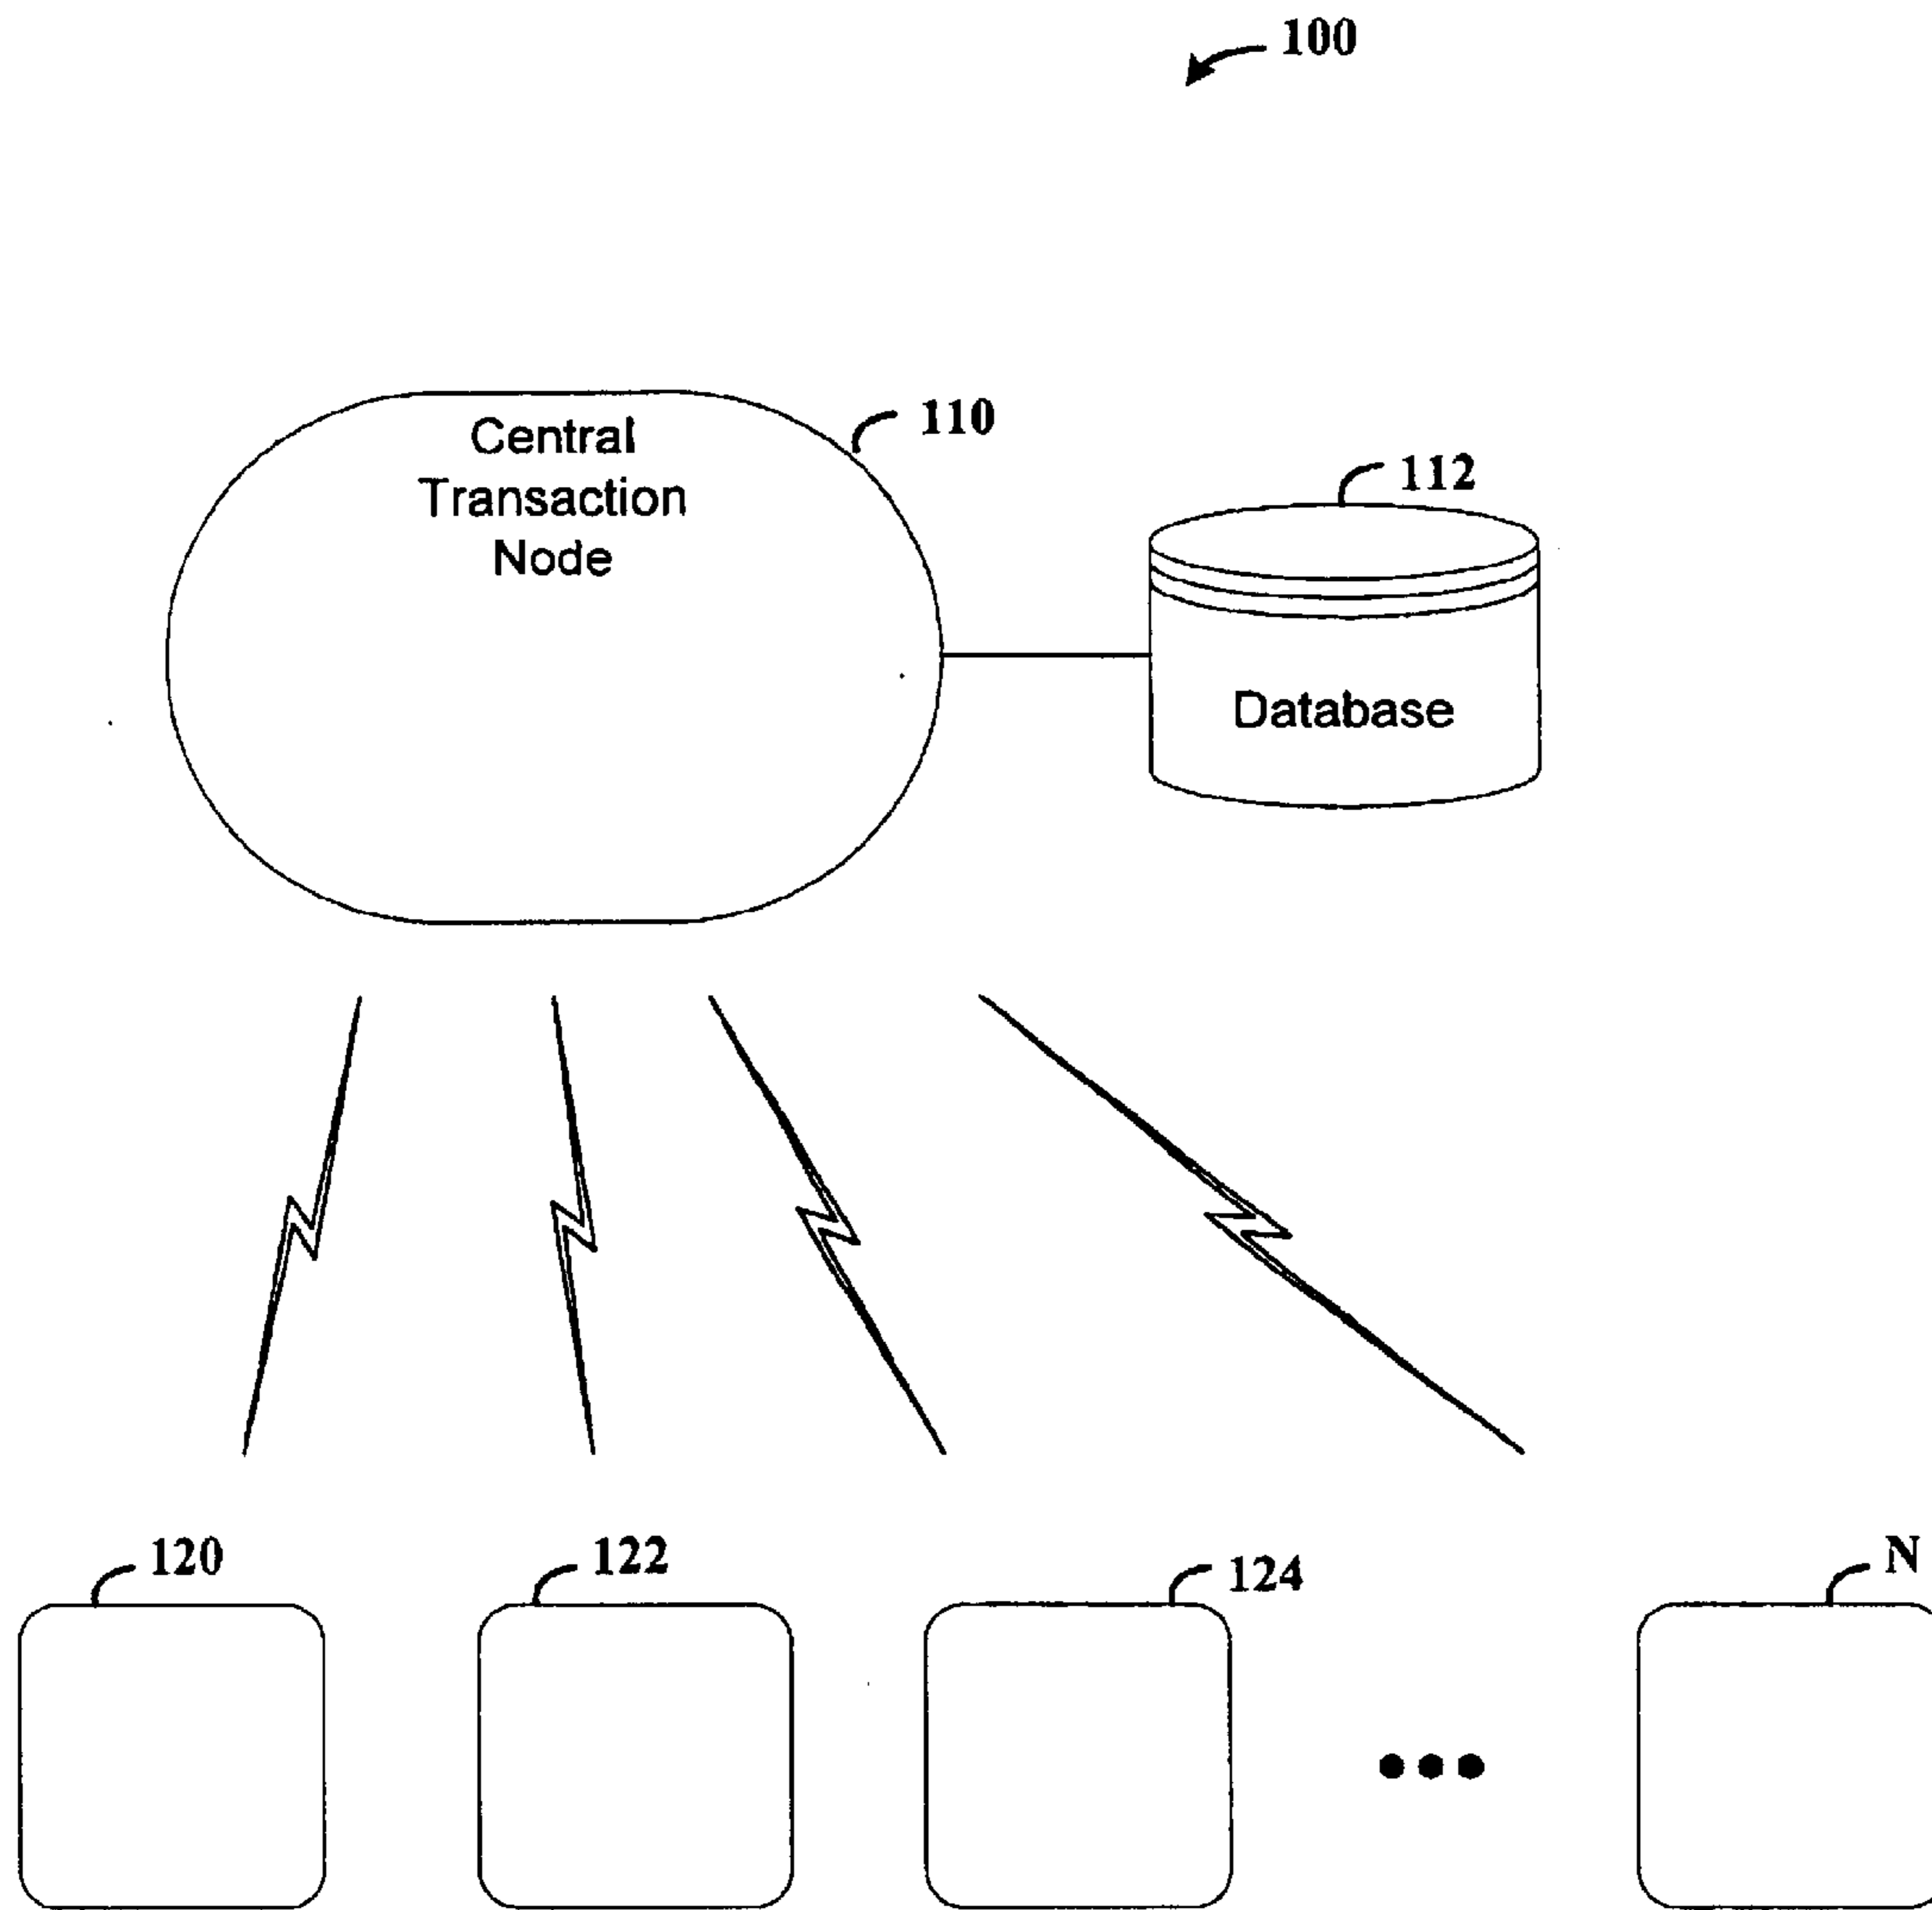 100
Central
Transaction
Node
110
112
Database
120
122
124
N